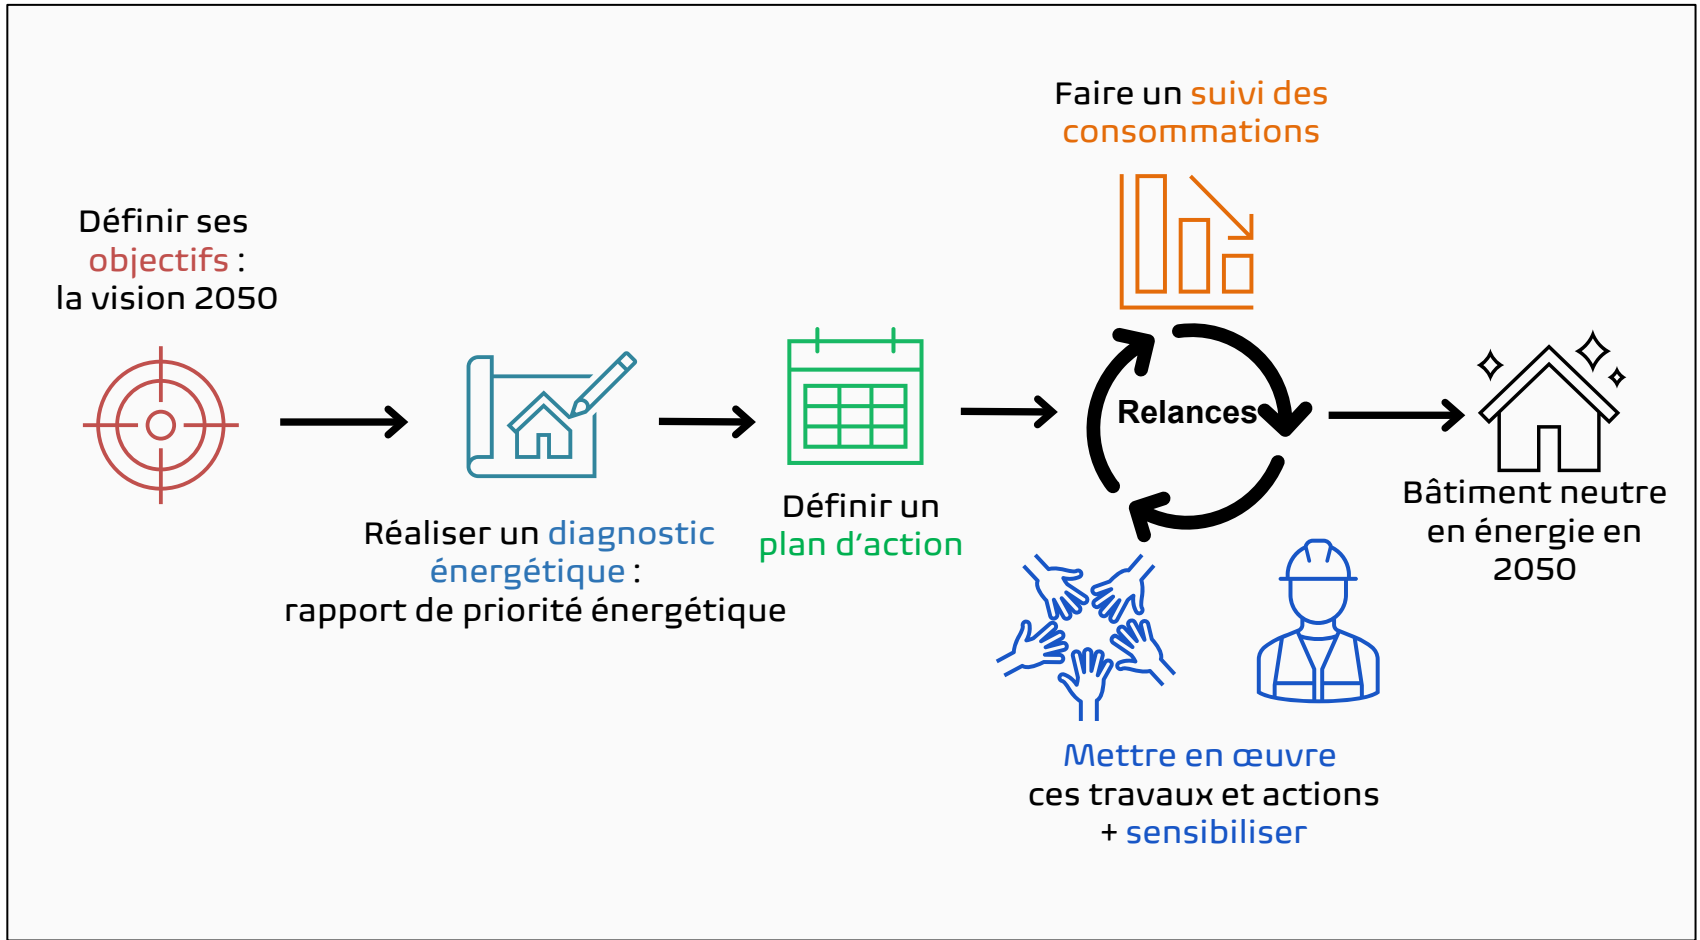 Définir ses
objectifs :
la vision 2050
Réaliser un diagnostic
énergétique :
rapport de priorité énergétique
Définir un
plan d’action
Faire un suivi des
consommations
Relances
Mettre en œuvre
ces travaux et actions
+ sensibiliser
Bâtiment neutre
en énergie en
2050